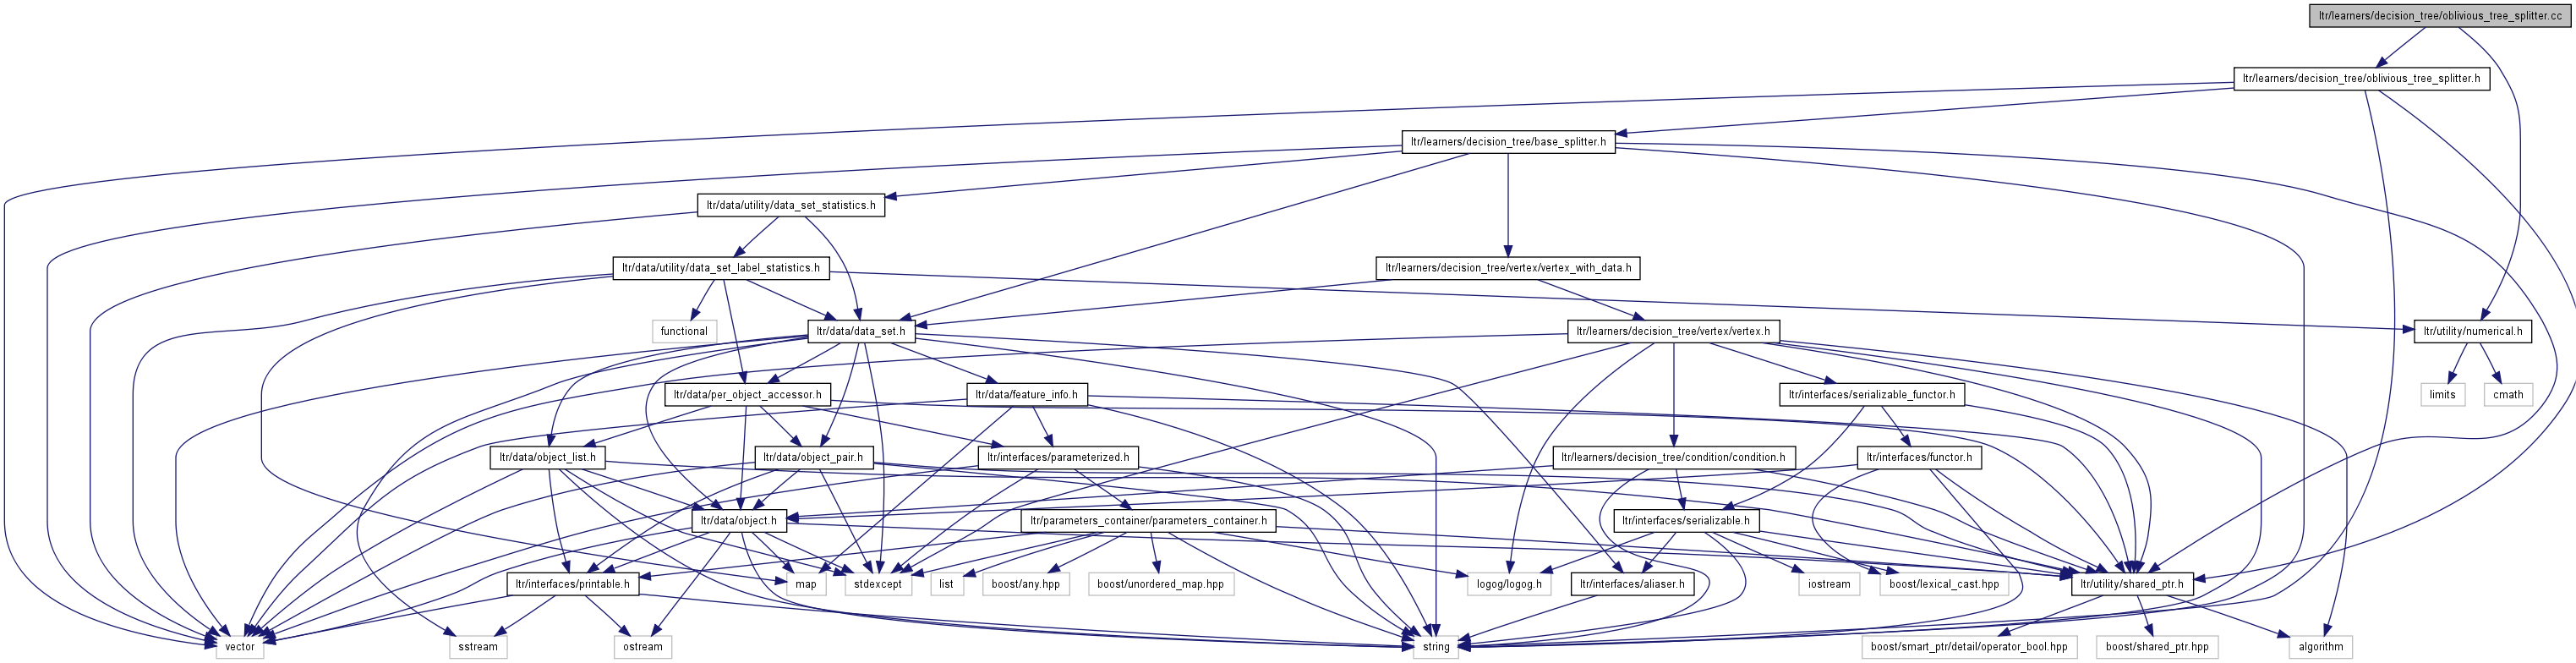 ltr/learners/decision_tree/oblivious_tree_splitter.cc
ltr/learners/decision_tree/oblivious_tree_splitter.h
ltr/learners/decision_tree/base_splitter.h
ltr/data/utility/data_set_statistics.h
ltr/data/utility/data_set_label_statistics.h
ltr/learners/decision_tree/vertex/vertex_with_data.h
functional
ltr/data/data_set.h
ltr/learners/decision_tree/vertex/vertex.h
ltr/utility/numerical.h
ltr/data/per_object_accessor.h
ltr/data/feature_info.h
ltr/interfaces/serializable_functor.h
limits
cmath
ltr/data/object_list.h
ltr/data/object_pair.h
ltr/interfaces/parameterized.h
ltr/learners/decision_tree/condition/condition.h
ltr/interfaces/functor.h
ltr/data/object.h
ltr/parameters_container/parameters_container.h
ltr/interfaces/serializable.h
ltr/interfaces/printable.h
map
stdexcept
list
boost/any.hpp
boost/unordered_map.hpp
logog/logog.h
ltr/interfaces/aliaser.h
iostream
boost/lexical_cast.hpp
ltr/utility/shared_ptr.h
vector
sstream
ostream
string
boost/smart_ptr/detail/operator_bool.hpp
boost/shared_ptr.hpp
algorithm